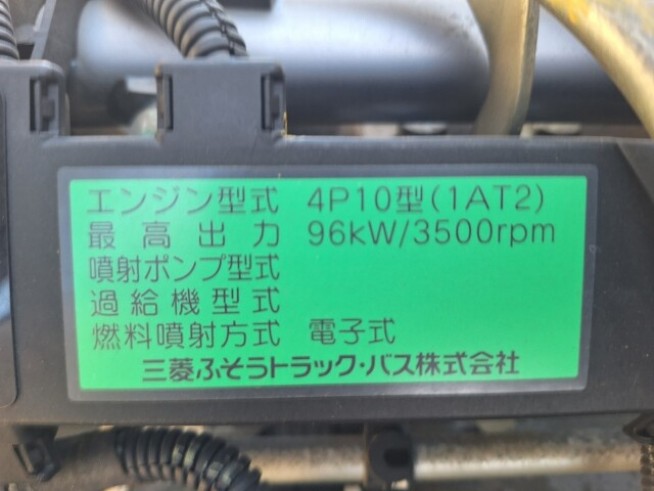 エンジン型式 4P10型(1AT2)
最高出力 96kW/3500rpm
噴射ポンプ型式
過給機型式
燃料噴射方式 電子式
三菱ふそうトラック・バス株式会社